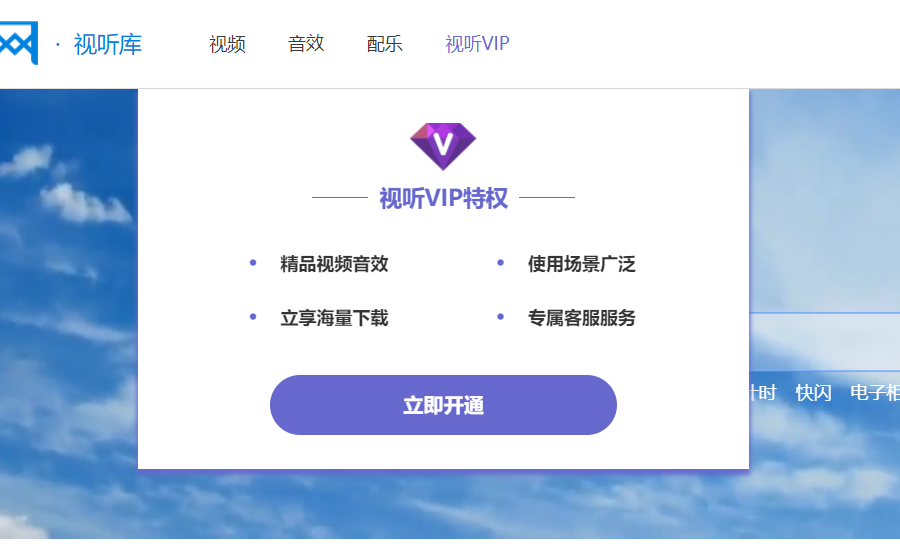 · 视听库 视频 音效 配乐 视听VIP
V
视听VIP特权
• 精品视频音效 • 使用场景广泛
• 立享海量下载 • 专属客服服务
立即开通
计时 快闪 电子相